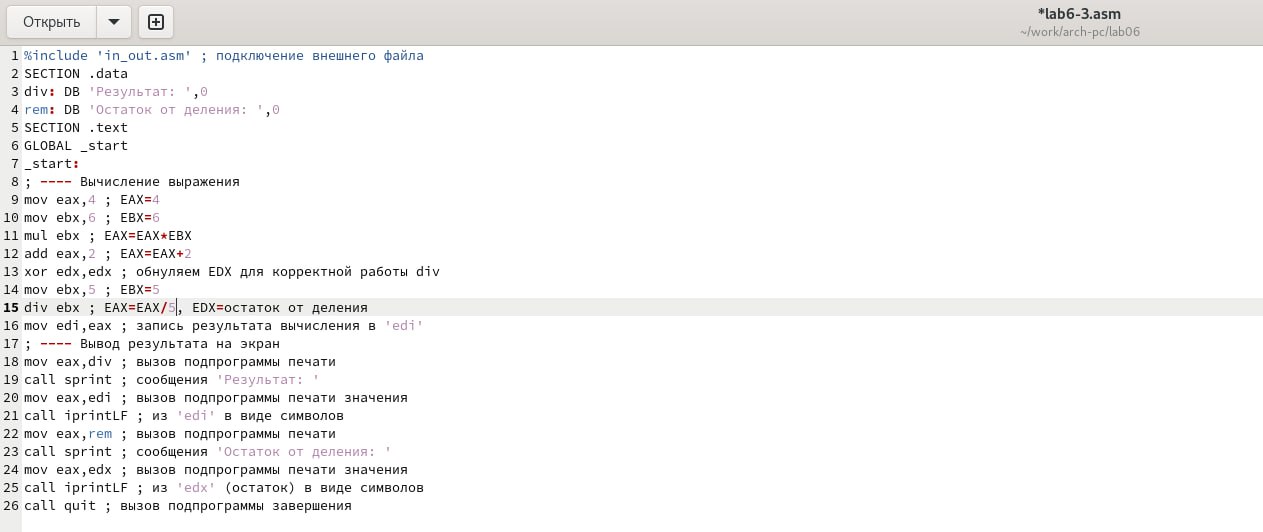 Открыть
*lab6-3.asm
~/work/arch-pc/lab06
1 %include 'in_out.asm' ; подключение внешнего файла
2 SECTION .data
3 div: DB 'Результат: ',0
4 rem: DB 'Остаток от деления: ',0
5 SECTION .text
6 GLOBAL _start
7 _start:
8 ; ---- Вычисление выражения
9 mov eax,4 ; EAX=4
10 mov ebx,6 ; EBX=6
11 mul ebx ; EAX=EAX*EBX
12 add eax,2 ; EAX=EAX+2
13 xor edx,edx ; обнуляем EDX для корректной работы div
14 mov ebx,5 ; EBX=5
15 div ebx ; EAX=EAX/5, EDX=остаток от деления
16 mov edi,eax ; запись результата вычисления в 'edi'
17 ; ---- Вывод результата на экран
18 mov eax,div ; вызов подпрограммы печати
19 call sprint ; сообщения 'Результат: '
20 mov eax,edi ; вызов подпрограммы печати значения
21 call iprintLF ; из 'edi' в виде символов
22 mov eax,rem ; вызов подпрограммы печати
23 call sprint ; сообщения 'Остаток от деления: '
24 mov eax,edx ; вызов подпрограммы печати значения
25 call iprintLF ; из 'edx' (остаток) в виде символов
26 call quit ; вызов подпрограммы завершения